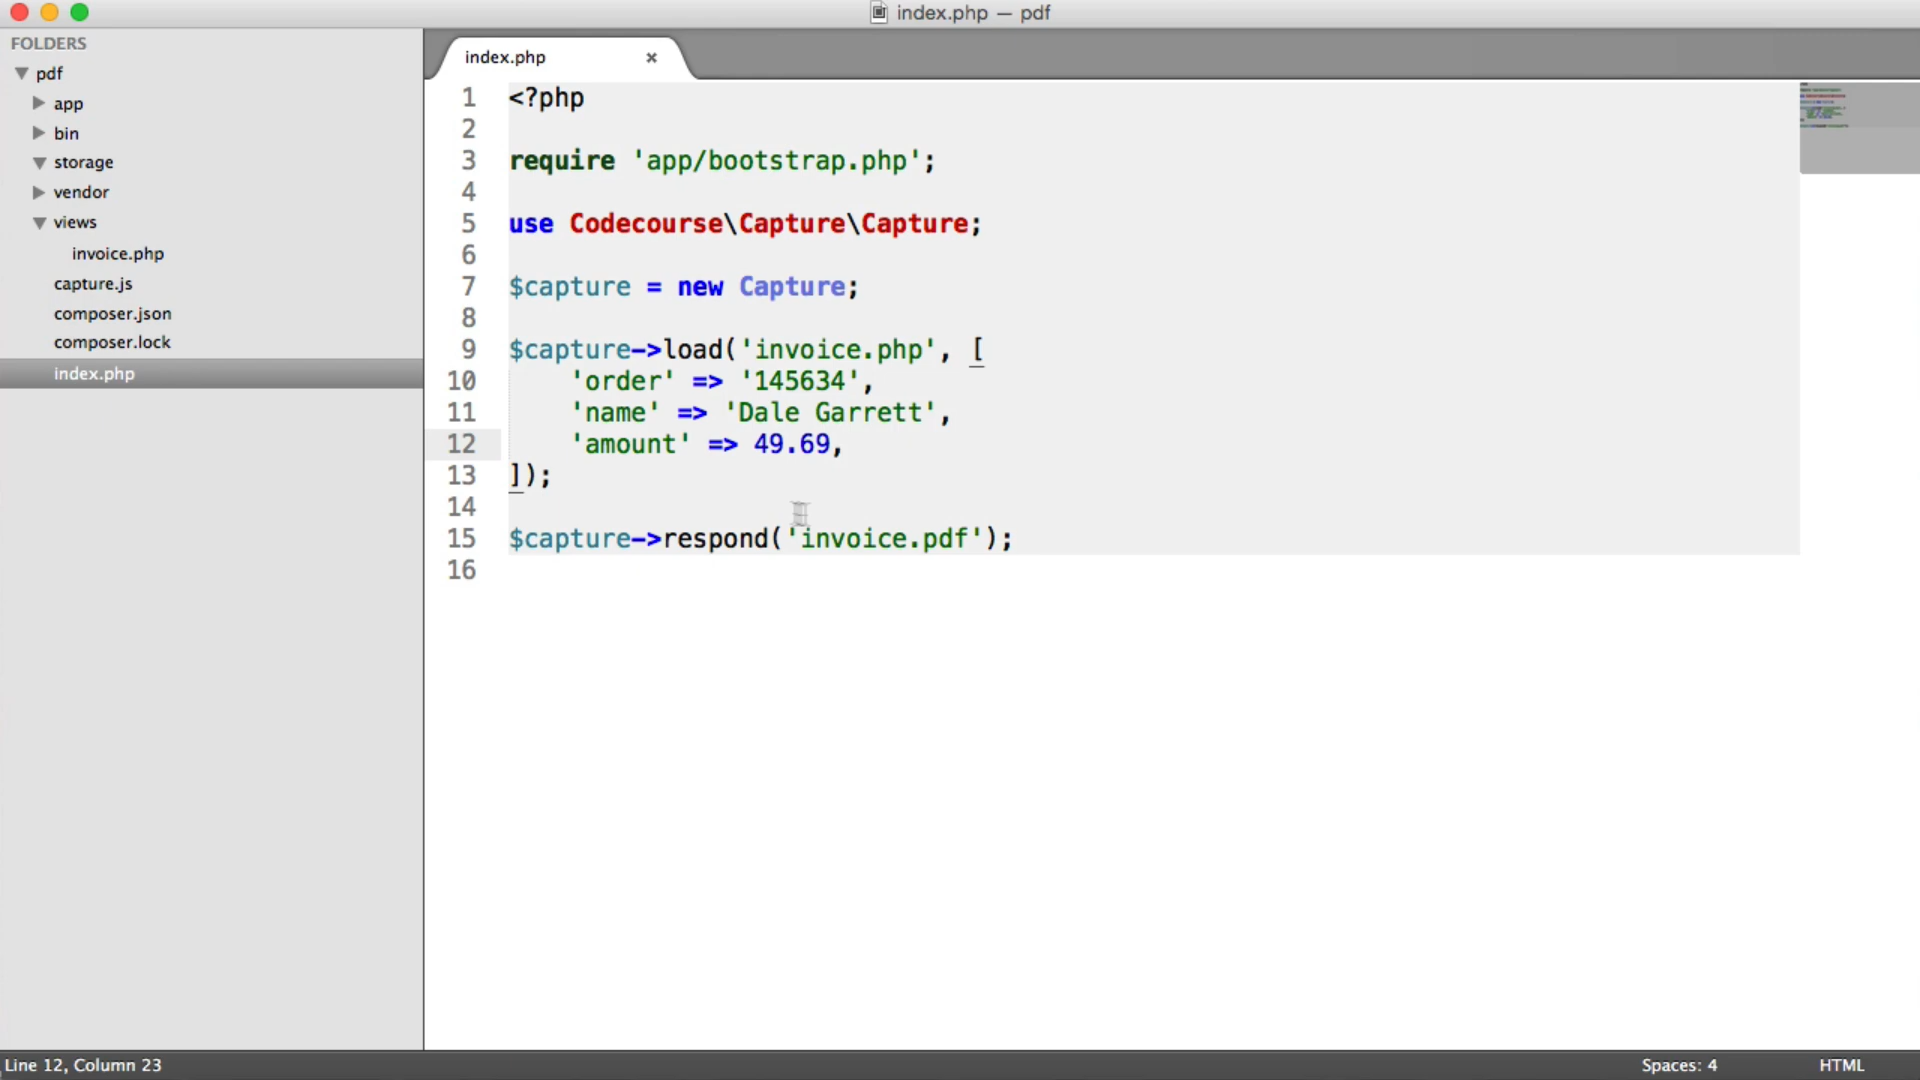 index.php — pdf
FOLDERS
pdf
app
bin
storage
vendor
views
invoice.php
capture.js
composer.json
composer.lock
index.php
index.php
1 <?php
2
3 require 'app/bootstrap.php';
4
5 use Codecourse\Capture\Capture;
6
7 $capture = new Capture;
8
9 $capture->load('invoice.php', [
10 'order' => '145634',
11 'name' => 'Dale Garrett',
12 'amount' => 49.69,
13 ]);
14
15 $capture->respond('invoice.pdf');
16
Line 12, Column 23
Spaces: 4
HTML